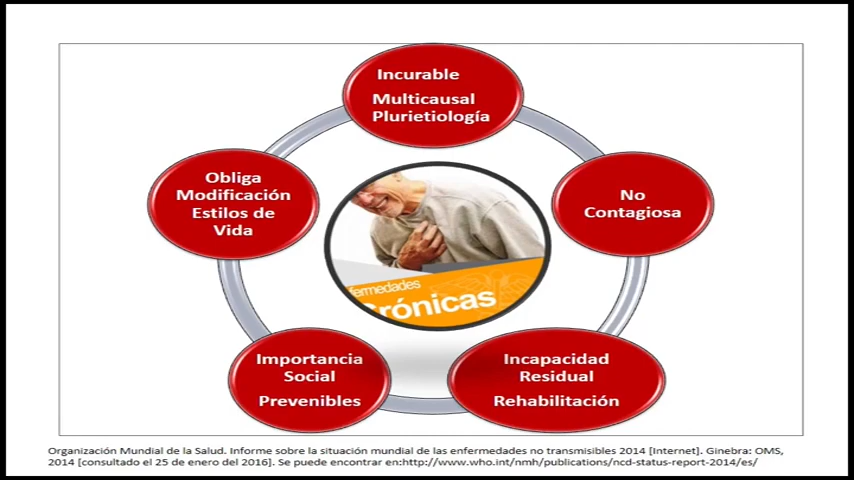 Incurable
Multicausal
Plurietiología
No
Contagiosa
Incapacidad
Residual
Rehabilitación
Importancia
Social
Prevenibles
Obliga
Modificación
Estilos de
Vida
fermedades
rónicas
Organización Mundial de la Salud. Informe sobre la situación mundial de las enfermedades no transmisibles 2014 [Internet]. Ginebra: OMS,
2014 [consultado el 25 de enero del 2016]. Se puede encontrar en:http://www.who.int/nmh/publications/ncd-status-report-2014/es/